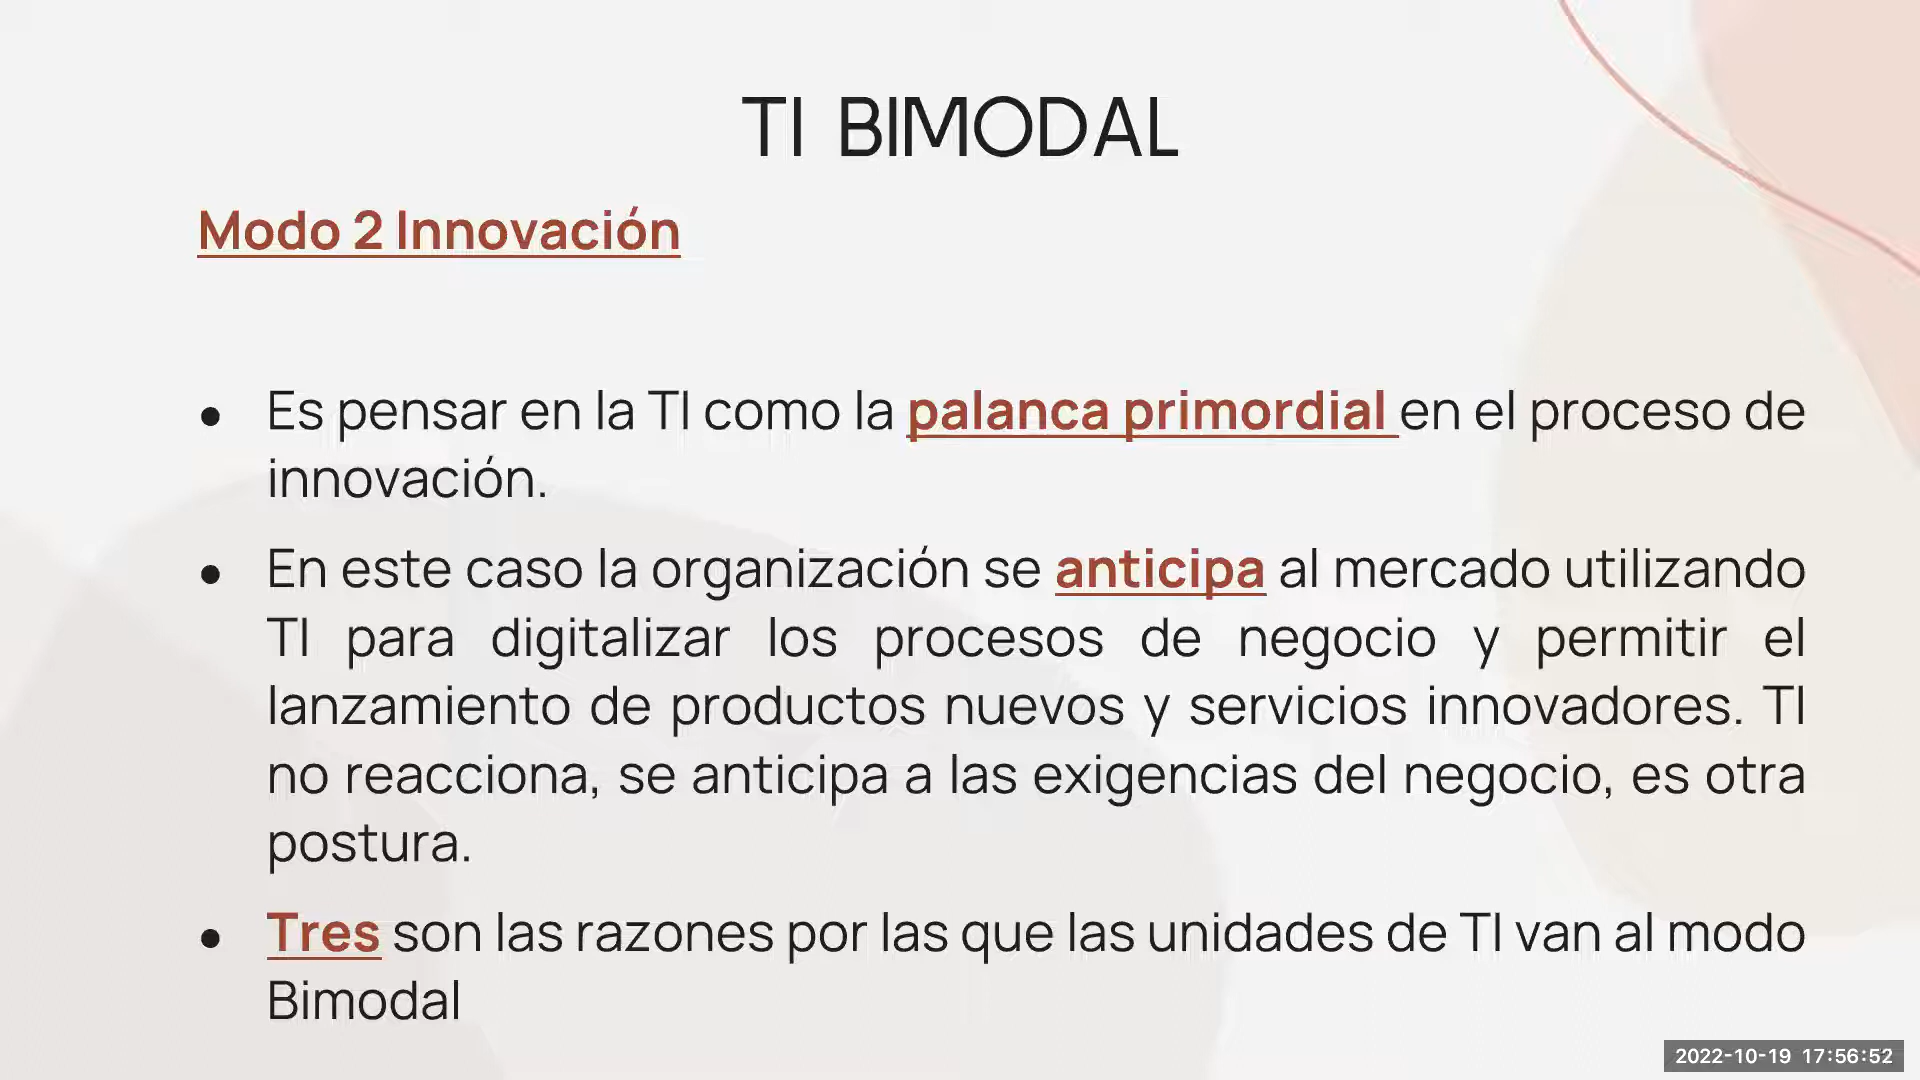 TI BIMODAL
Modo 2 Innovación
● Es pensar en la TI como la palanca primordial en el proceso de
innovación.
● En este caso la organización se anticipa al mercado utilizando
TI para digitalizar los procesos de negocio y permitir el
lanzamiento de productos nuevos y servicios innovadores. TI
no reacciona, se anticipa a las exigencias del negocio, es otra
postura.
● Tres son las razones por las que las unidades de TI van al modo
Bimodal
2022-10-19 17:56:52